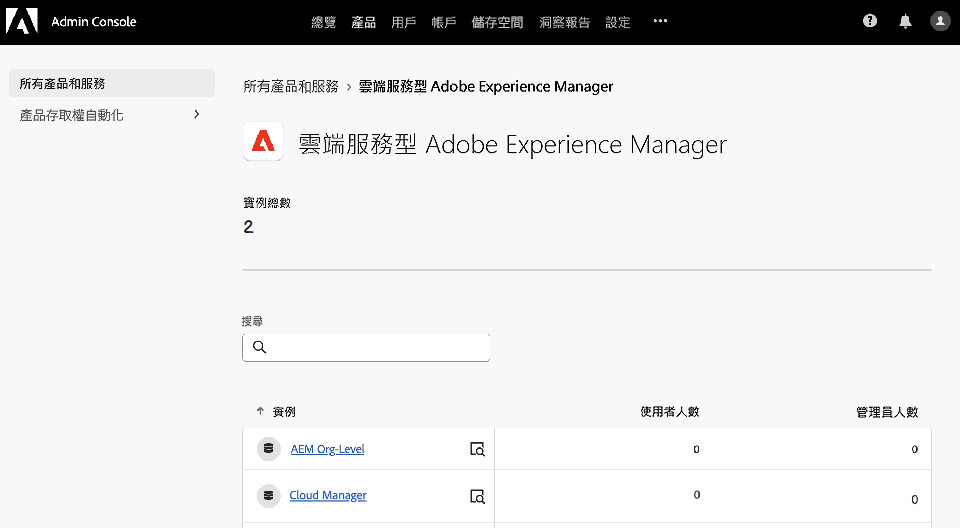 Admin Console 總覽 產品 用戶 帳戶 儲存空間 洞察報告 設定
所有產品和服務
產品存取權自動化
所有產品和服務 > 雲端服務型 Adobe Experience Manager
雲端服務型 Adobe Experience Manager
實例總數
2
搜尋
實例 使用者人數 管理員人數
AEM Org-Level 0 0
Cloud Manager 0 0